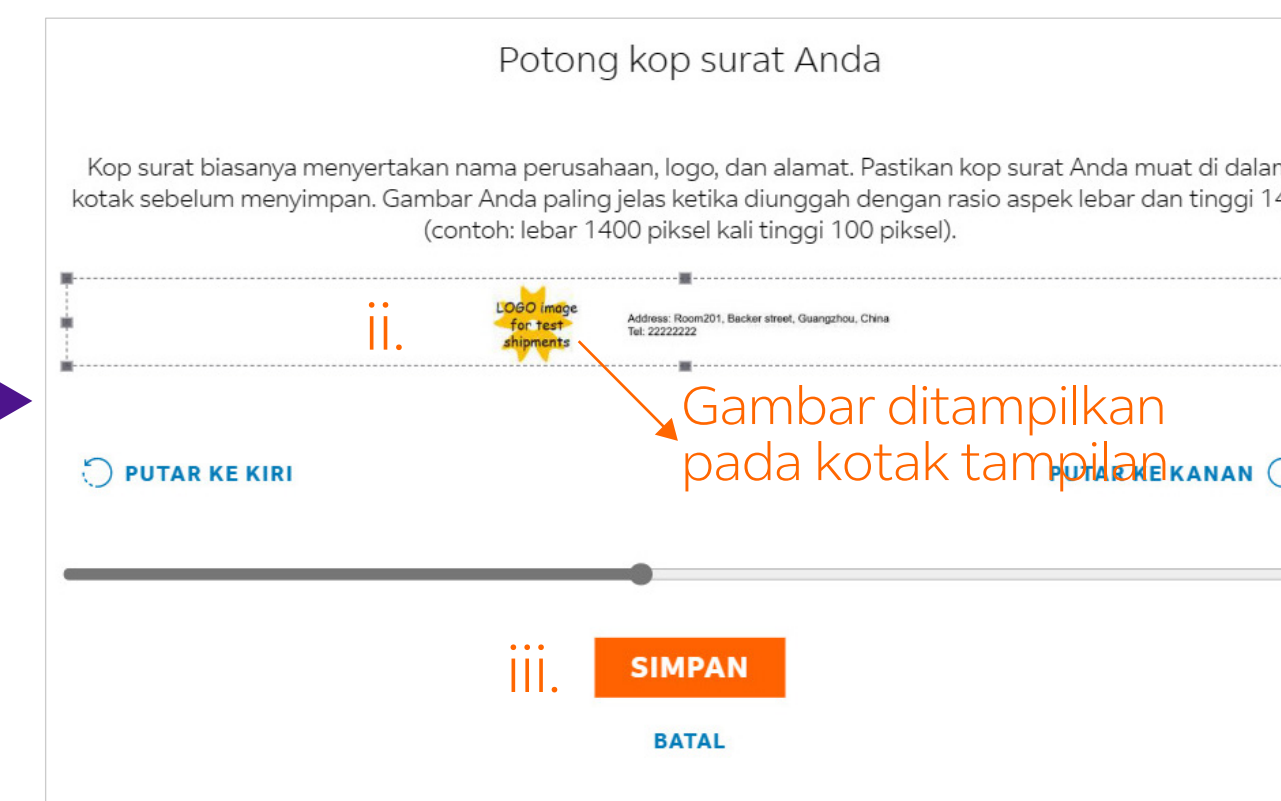 Potong kop surat Anda
Kop surat biasanya menyertakan nama perusahaan, logo, dan alamat. Pastikan kop surat Anda muat di
kotak sebelum menyimpan. Gambar Anda paling jelas ketika diunggah dengan rasio aspek lebar dan tinggi
(contoh: lebar 1400 piksel kali tinggi 100 piksel).
ii.
LOGO image
for test
shipments
Address: Room201, Backer street, Guangzhou, China
Tel: 22222222
Gambar ditampilkan
pada kotak tampilan
PUTAR KE KIRI
PUTAR KE KANAN
iii.
SIMPAN
BATAL